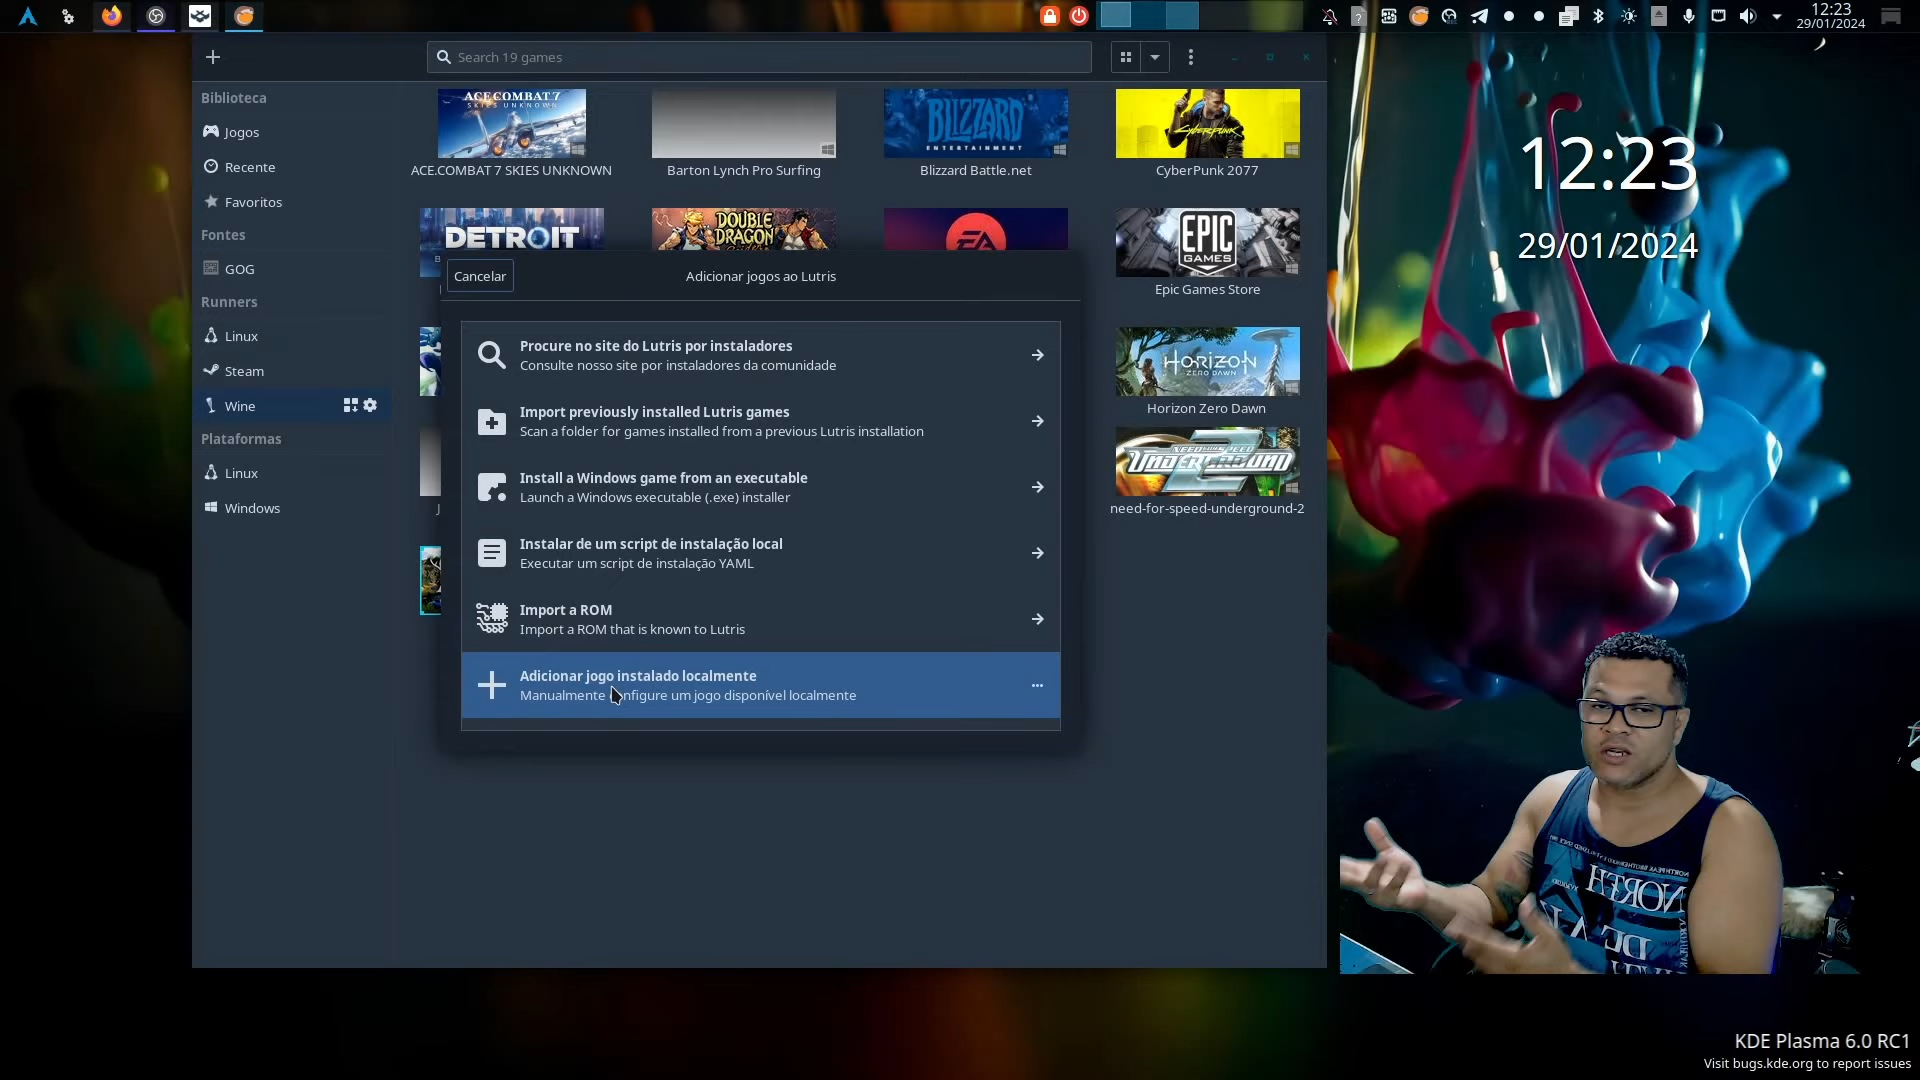 12:23
29/01/2024
Search 19 games
Biblioteca
Jogos
Recente
Favoritos
Fontes
GOG
Runners
Linux
Steam
Wine
Plataformas
Linux
Windows
ACE COMBAT 7
SKIES UNKNOWN
ACE.COMBAT 7 SKIES UNKNOWN
Barton Lynch Pro Surfing
BLIZZARD
ENTERTAINMENT
Blizzard Battle.net
Cyberpunk
CyberPunk 2077
DETROIT
DOUBLE
DRAGON
EA
EPIC
GAMES
Epic Games Store
HORIZON
ZERO DAWN
Horizon Zero Dawn
NEED FOR SPEED
UNDERGROUND
2
need-for-speed-underground-2
J
Cancelar
Adicionar jogos ao Lutris
Procure no site do Lutris por instaladores
Consulte nosso site por instaladores da comunidade
Import previously installed Lutris games
Scan a folder for games installed from a previous Lutris installation
Install a Windows game from an executable
Launch a Windows executable (.exe) installer
Instalar de um script de instalação local
Executar um script de instalação YAML
Import a ROM
Import a ROM that is known to Lutris
Adicionar jogo instalado localmente
Manualmente configure um jogo disponível localmente
12:23
29/01/2024
NORTH
KDE Plasma 6.0 RC1
Visit bugs.kde.org to report issues